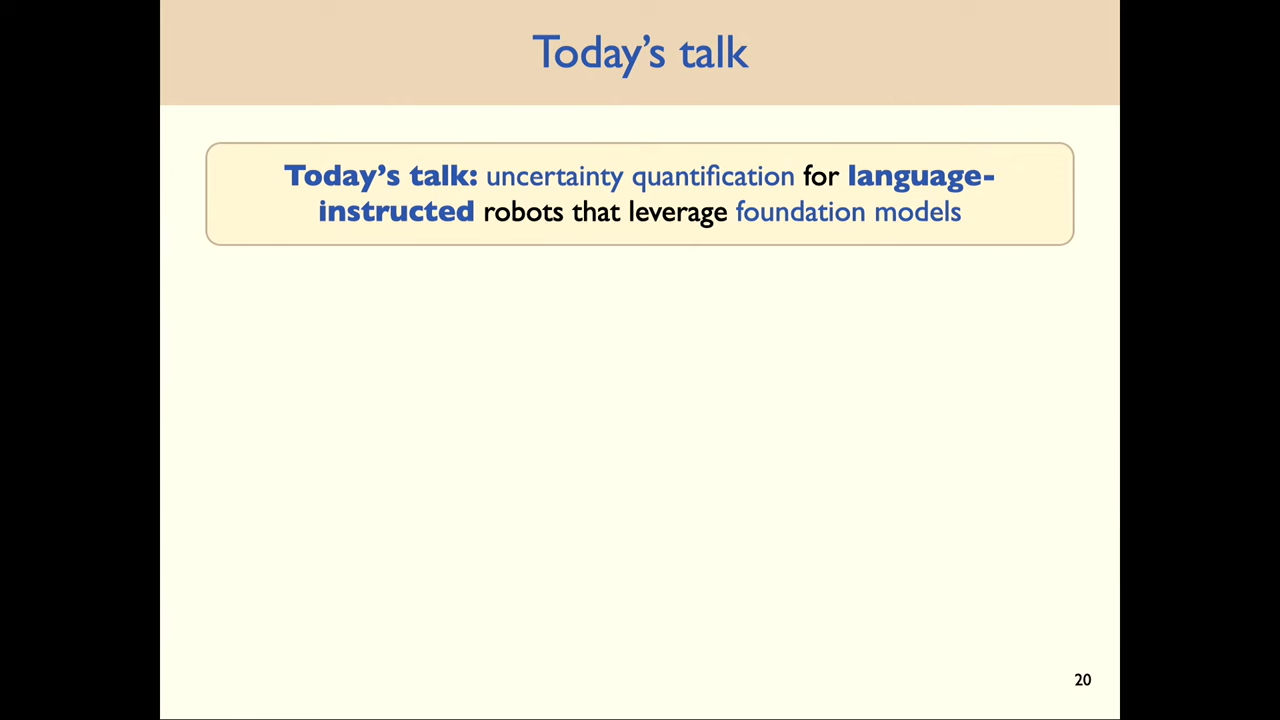 Today's talk
Today's talk: uncertainty quantification for language-
instructed robots that leverage foundation models
20